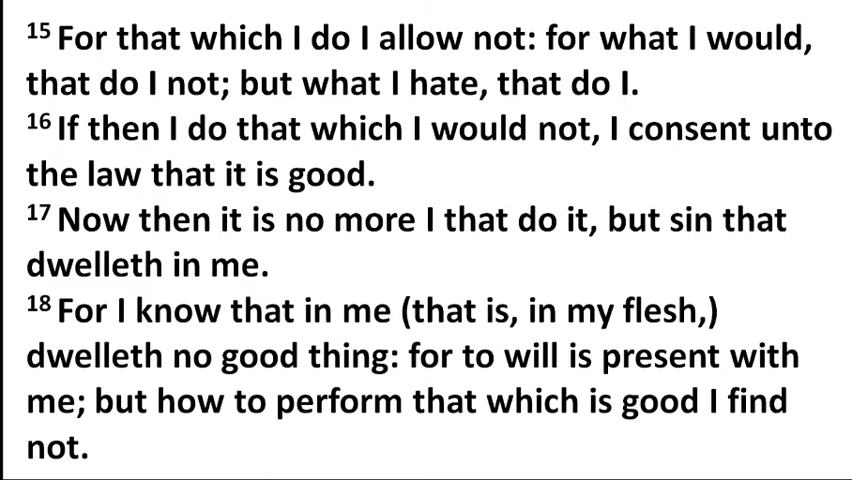 15 For that which I do I allow not: for what I would,
that do I not; but what I hate, that do I.
16 If then I do that which I would not, I consent unto
the law that it is good.
17 Now then it is no more I that do it, but sin that
dwelleth in me.
18 For I know that in me (that is, in my flesh,)
dwelleth no good thing: for to will is present with
me; but how to perform that which is good I find
not.